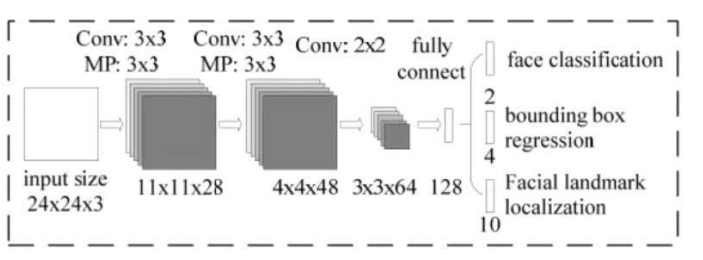 Conv: 3x3 Conv: 3x3 Conv: 2x2 fully
MP: 3x3 MP: 3x3 connect
face classification
2
bounding box
regression
4
input size
24x24x3
11x11x28 4x4x48 3x3x64 128
Facial landmark
localization
10